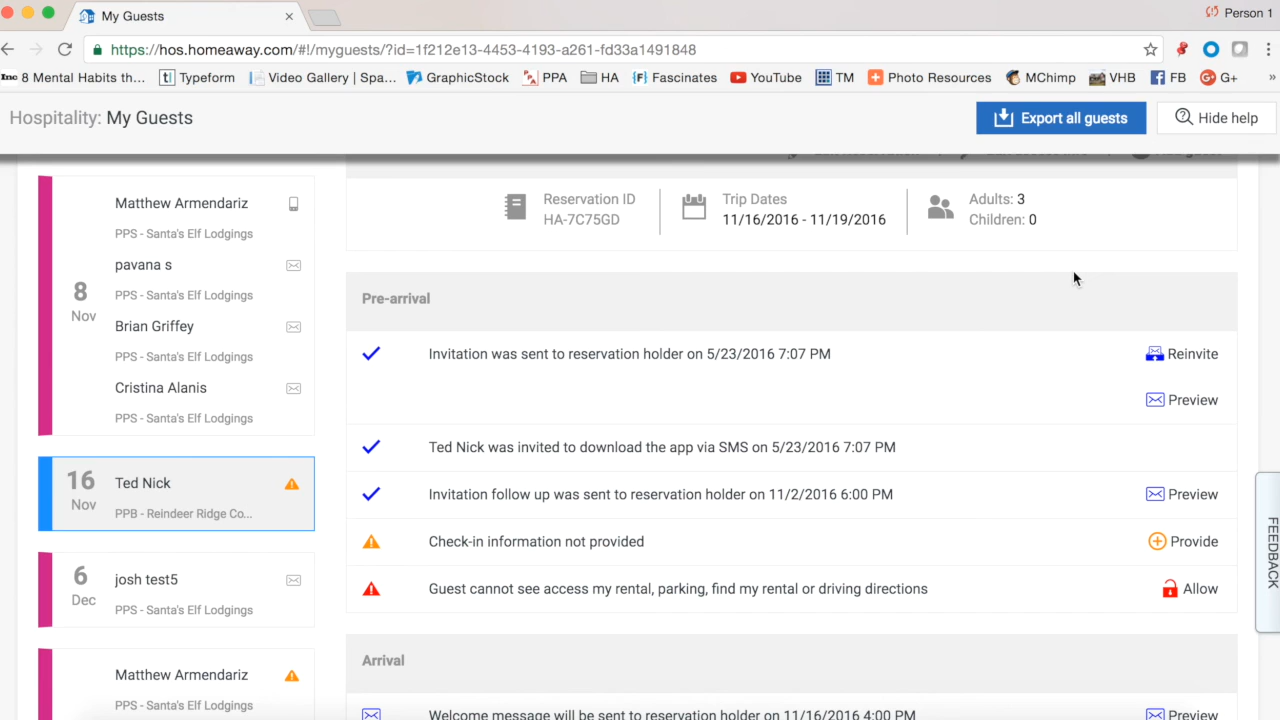 My Guests
Person 1
https://hos.homeaway.com/#!/myguests/?id=1f212e13-4453-4193-a261-fd33a1491848
Inc 8 Mental Habits th...
t| Typeform
Video Gallery | Spa...
GraphicStock
PPA
HA
{F} Fascinates
YouTube
TM
Photo Resources
MChimp
VHB
FB
G+
»
Hospitality: My Guests
Export all guests
Hide help
Matthew Armendariz
PPS - Santa's Elf Lodgings
pavana s
PPS - Santa's Elf Lodgings
8
Nov
Brian Griffey
PPS - Santa's Elf Lodgings
Cristina Alanis
PPS - Santa's Elf Lodgings
16
Nov
Ted Nick
PPB - Reindeer Ridge Co...
6
Dec
josh test5
PPS - Santa's Elf Lodgings
Matthew Armendariz
PPS - Santa's Elf Lodgings
Reservation ID
HA-7C75GD
Trip Dates
11/16/2016 - 11/19/2016
Adults: 3
Children: 0
Pre-arrival
Invitation was sent to reservation holder on 5/23/2016 7:07 PM
Reinvite
Preview
Ted Nick was invited to download the app via SMS on 5/23/2016 7:07 PM
Invitation follow up was sent to reservation holder on 11/2/2016 6:00 PM
Preview
Check-in information not provided
Provide
Guest cannot see access my rental, parking, find my rental or driving directions
Allow
Arrival
Welcome message will be sent to reservation holder on 11/16/2016 4:00 PM
Preview
FEEDBACK